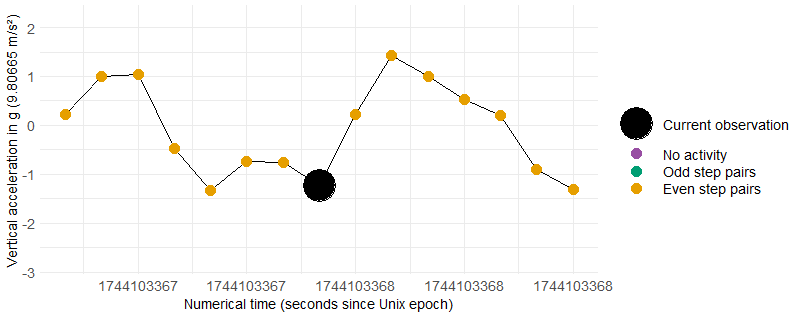 Vertical acceleration in g (9.80665 m/s²)
2
1
0
-1
-2
-3
1744103367 1744103367 1744103368 1744103368 1744103368
Numerical time (seconds since Unix epoch)
Current observation
No activity
Odd step pairs
Even step pairs